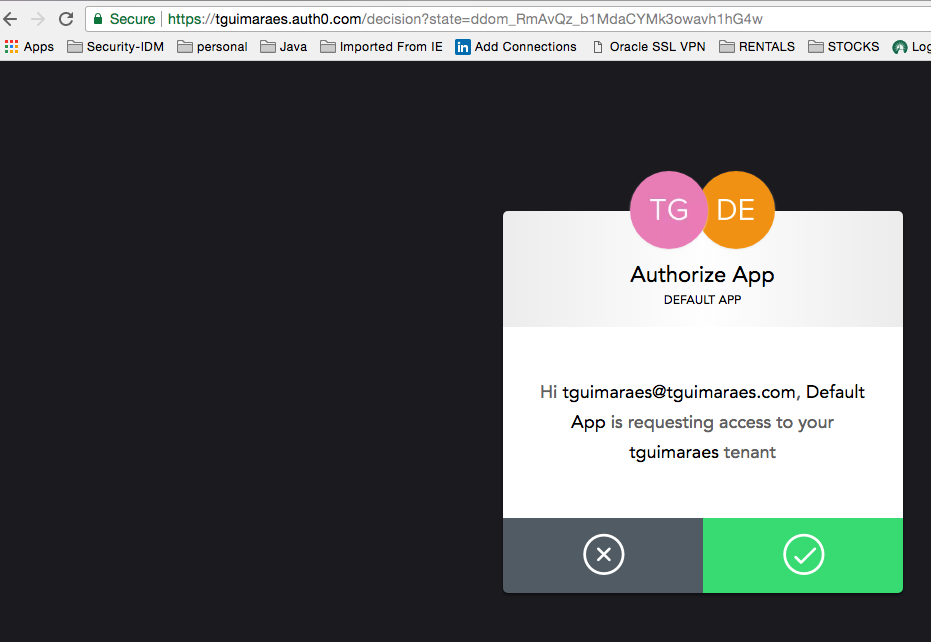 Secure https://tguimaraes.auth0.com/decision?state=ddom_RmAvQz_b1MdaCYMk3owavh1hG4w
Apps Security-IDM personal Java Imported From IE in Add Connections Oracle SSL VPN RENTALS STOCKS Log
TG DE
Authorize App
DEFAULT APP
Hi tguimaraes@tguimaraes.com, Default
App is requesting access to your
tguimaraes tenant